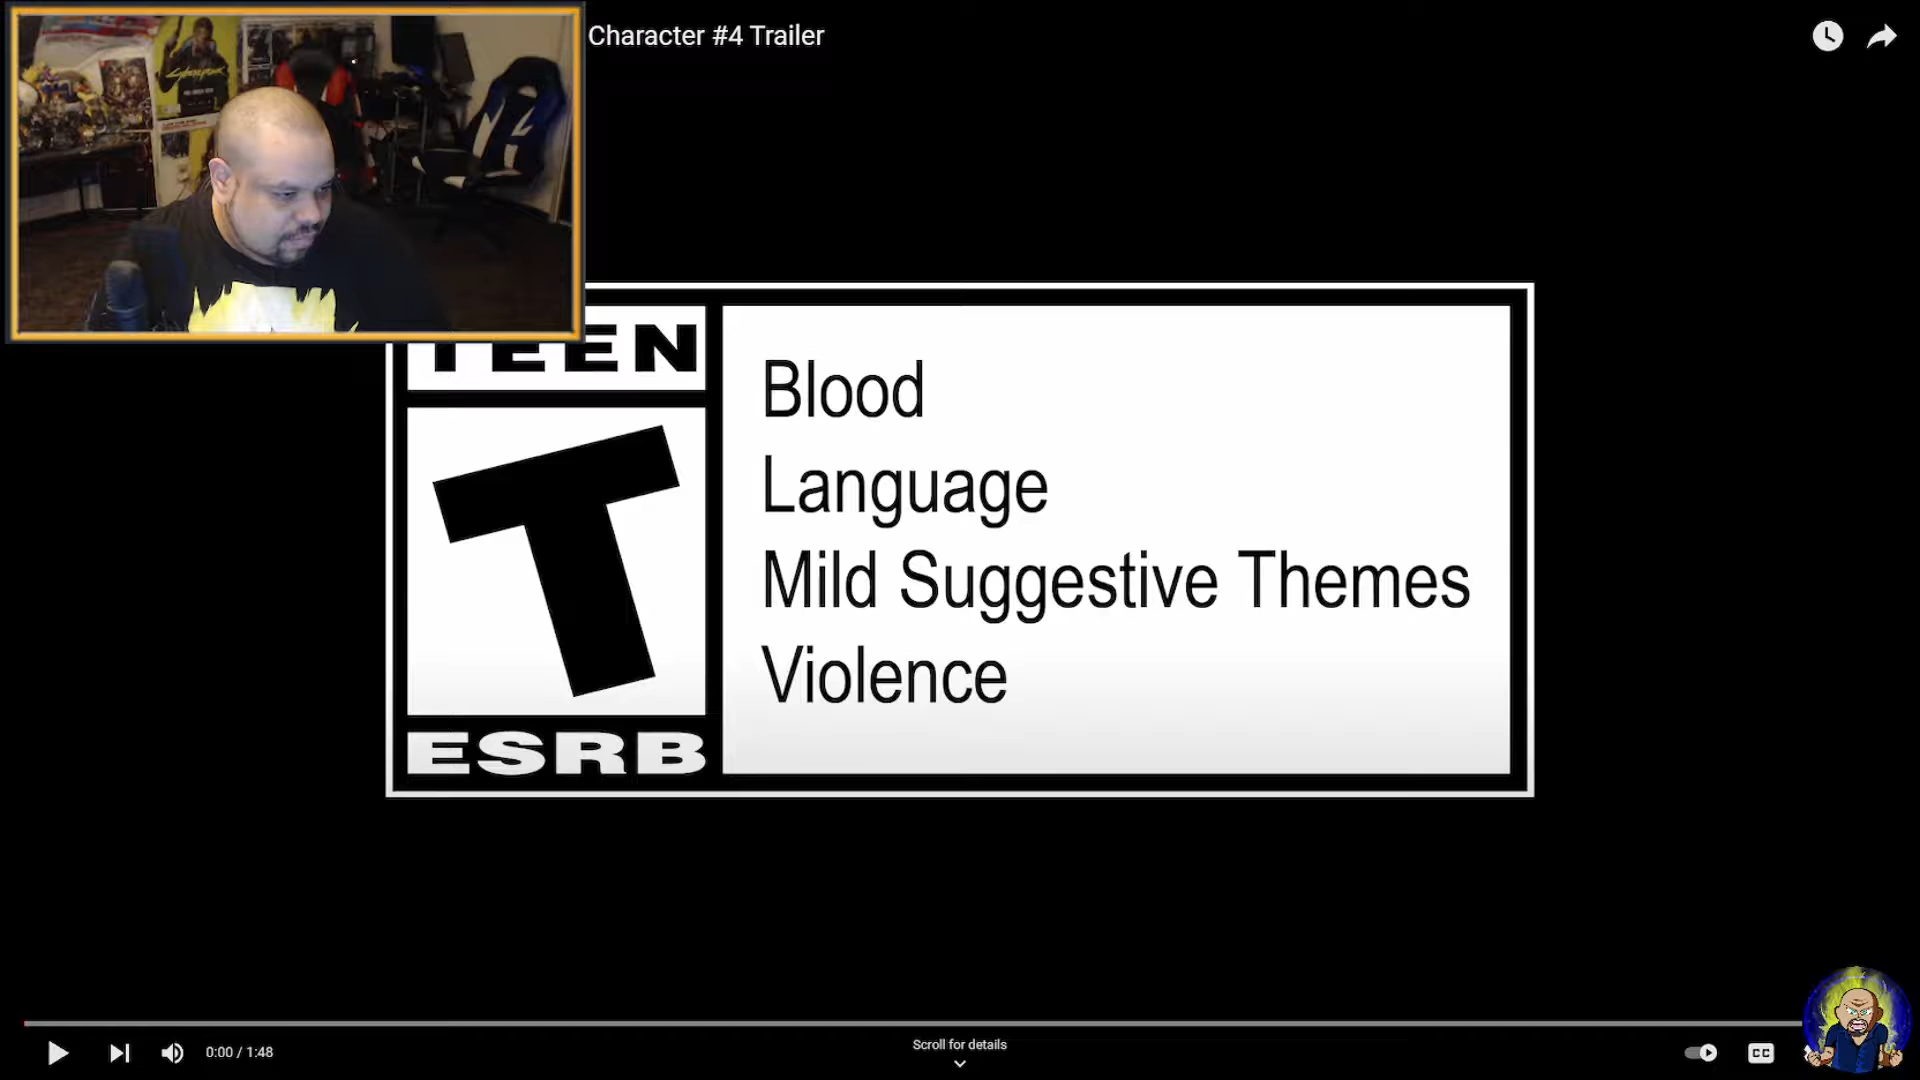 Character #4 Trailer
TEEN
T
ESRB
Blood
Language
Mild Suggestive Themes
Violence
0:00 / 1:48
Scroll for details
CC